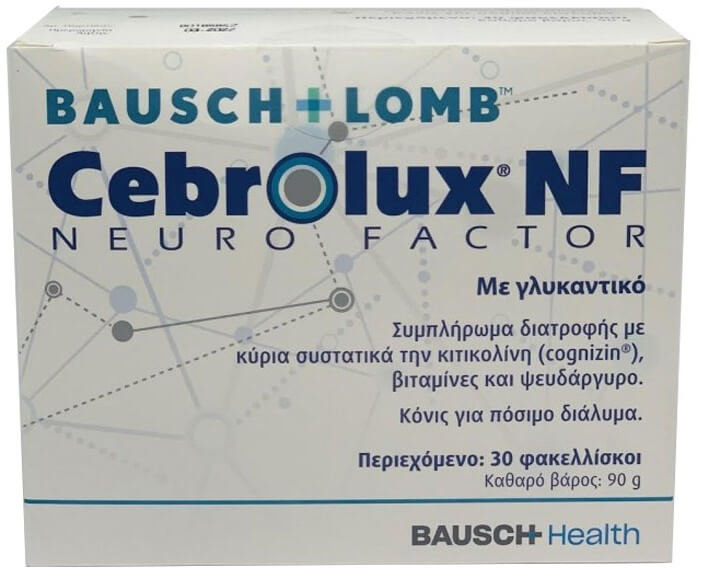 BAUSCH + LOMB™
Cebrolux® NF
NEURO FACTOR
Με γλυκαντικό
Συμπλήρωμα διατροφής με
κύρια συστατικά την κιτικολίνη (cognizin®),
βιταμίνες και ψευδάργυρο.
Κόνις για πόσιμο διάλυμα.
Περιεχόμενο: 30 φακελλίσκοι
Καθαρό βάρος: 90 g
BAUSCH+ Health